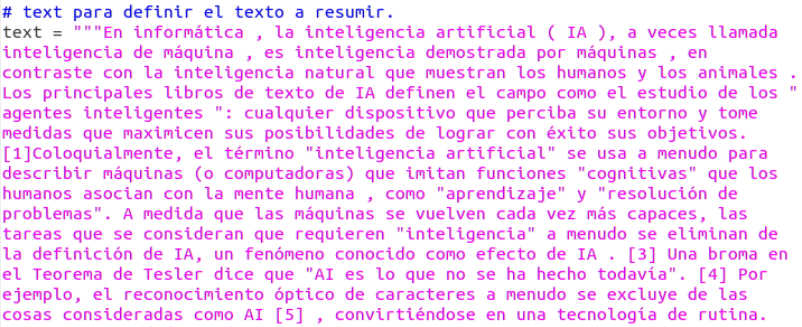 # text para definir el texto a resumir.
text = """En informática , la inteligencia artificial ( IA ), a veces llamada
inteligencia de máquina , es inteligencia demostrada por máquinas , en
contraste con la inteligencia natural que muestran los humanos y los animales .
Los principales libros de texto de IA definen el campo como el estudio de los "
agentes inteligentes ": cualquier dispositivo que perciba su entorno y tome
medidas que maximicen sus posibilidades de lograr con éxito sus objetivos.
[1]Coloquialmente, el término "inteligencia artificial" se usa a menudo para
describir máquinas (o computadoras) que imitan funciones "cognitivas" que los
humanos asocian con la mente humana , como "aprendizaje" y "resolución de
problemas". A medida que las máquinas se vuelven cada vez más capaces, las
tareas que se consideran que requieren "inteligencia" a menudo se eliminan de
la definición de IA, un fenómeno conocido como efecto de IA . [3] Una broma en
el Teorema de Tesler dice que "AI es lo que no se ha hecho todavía". [4] Por
ejemplo, el reconocimiento óptico de caracteres a menudo se excluye de las
cosas consideradas como AI [5] , convirtiéndose en una tecnología de rutina.